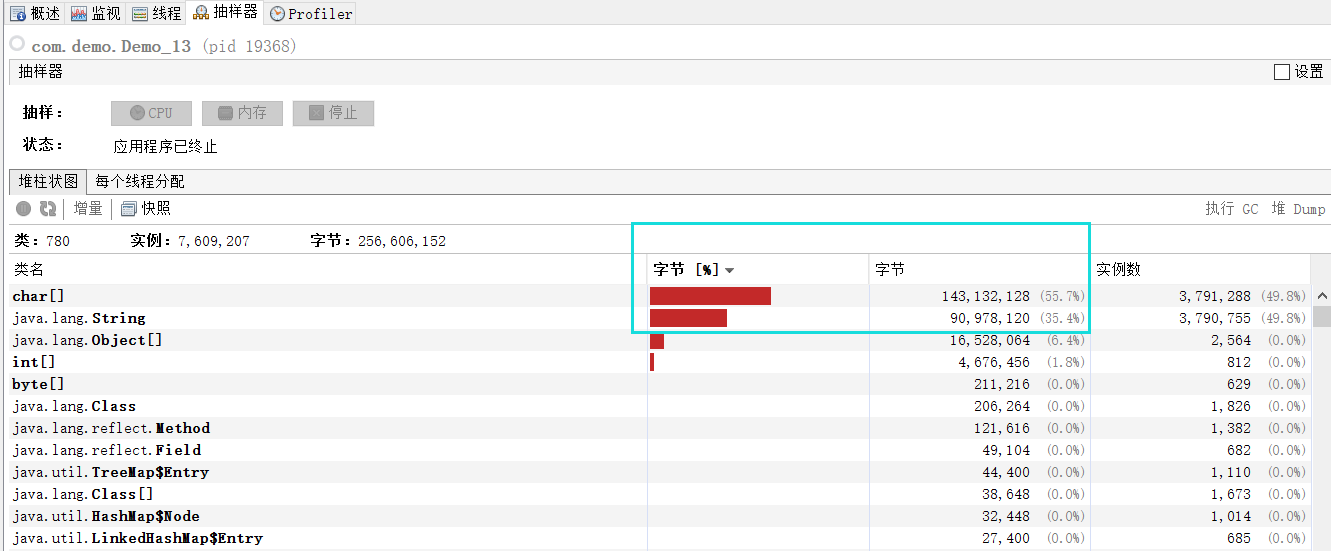 概述 监视 线程 抽样器 Profiler
com.demo.Demo_13 (pid 19368)
抽样器 设置
抽样： CPU 内存 停止
状态： 应用程序已终止
堆柱状图 每个线程分配
增量 快照 执行 GC 堆 Dump
类：780 实例：7,609,207 字节：256,606,152
类名 字节 [%] 字节 实例数
char[] 143,132,128 (55.7%) 3,791,288 (49.8%)
java.lang.String 90,978,120 (35.4%) 3,790,755 (49.8%)
java.lang.Object[] 16,528,064 (6.4%) 2,564 (0.0%)
int[] 4,676,456 (1.8%) 812 (0.0%)
byte[] 211,216 (0.0%) 629 (0.0%)
java.lang.Class 206,264 (0.0%) 1,826 (0.0%)
java.lang.reflect.Method 121,616 (0.0%) 1,382 (0.0%)
java.lang.reflect.Field 49,104 (0.0%) 682 (0.0%)
java.util.TreeMap$Entry 44,400 (0.0%) 1,110 (0.0%)
java.lang.Class[] 38,648 (0.0%) 1,673 (0.0%)
java.util.HashMap$Node 32,448 (0.0%) 1,014 (0.0%)
java.util.LinkedHashMap$Entry 27,400 (0.0%) 685 (0.0%)